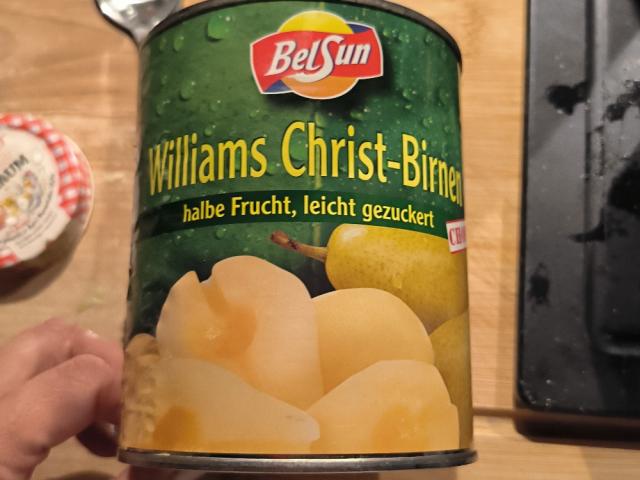 BelSun
Williams Christ-Birnen
halbe Frucht, leicht gezuckert